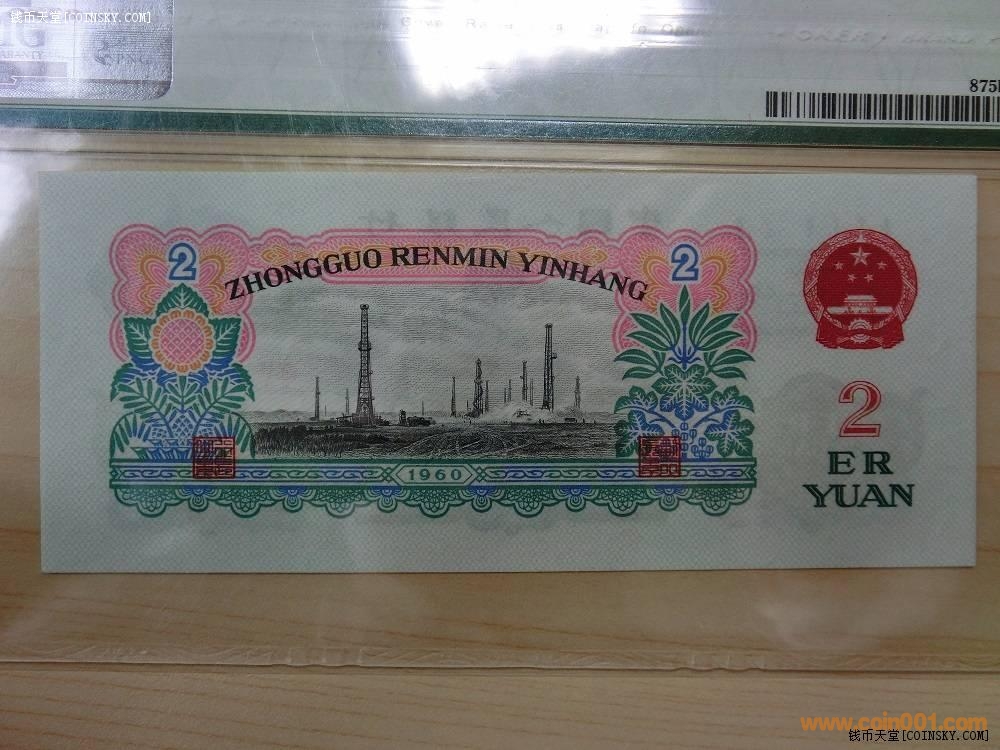 钱币天堂[COINSKY.COM]
875
2
2
ZHONGGUO RENMIN YINHANG
2
ER
YUAN
1960
www.coin001.com
钱币天堂[COINSKY.COM]